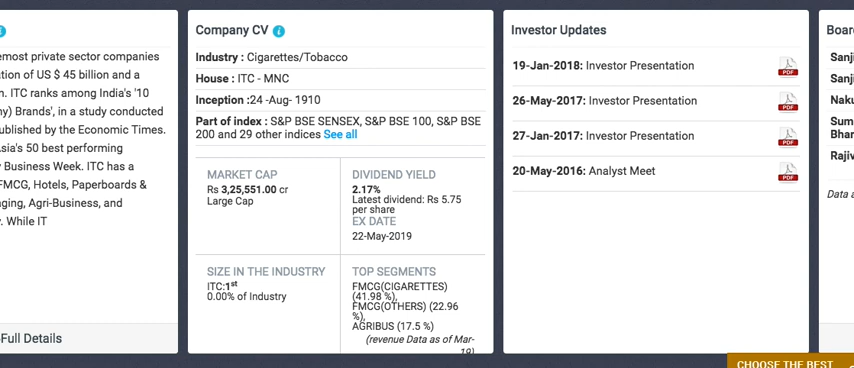 emost private sector companies
tion of US $ 45 billion and a
n. ITC ranks among India's '10
ny) Brands', in a study conducted
ublished by the Economic Times.
sia's 50 best performing
y Business Week. ITC has a
FMCG, Hotels, Paperboards &
ging, Agri-Business, and
y. While IT
Full Details
Company CV i
Industry : Cigarettes/Tobacco
House : ITC - MNC
Inception :24 -Aug- 1910
Part of index : S&P BSE SENSEX, S&P BSE 100, S&P BSE
200 and 29 other indices See all
MARKET CAP
Rs 3,25,551.00 cr
Large Cap
DIVIDEND YIELD
2.17%
Latest dividend: Rs 5.75
per share
EX DATE
22-May-2019
SIZE IN THE INDUSTRY
ITC:1st
0.00% of Industry
TOP SEGMENTS
FMCG(CIGARETTES)
(41.98 %),
FMCG(OTHERS) (22.96
%),
AGRIBUS (17.5 %)
(revenue Data as of Mar-
19)
Investor Updates
19-Jan-2018: Investor Presentation PDF
26-May-2017: Investor Presentation PDF
27-Jan-2017: Investor Presentation PDF
20-May-2016: Analyst Meet PDF
Boar
Sanj
Sanj
Naku
Sum
Bhar
Rajiv
Data a
CHOOSE THE BEST